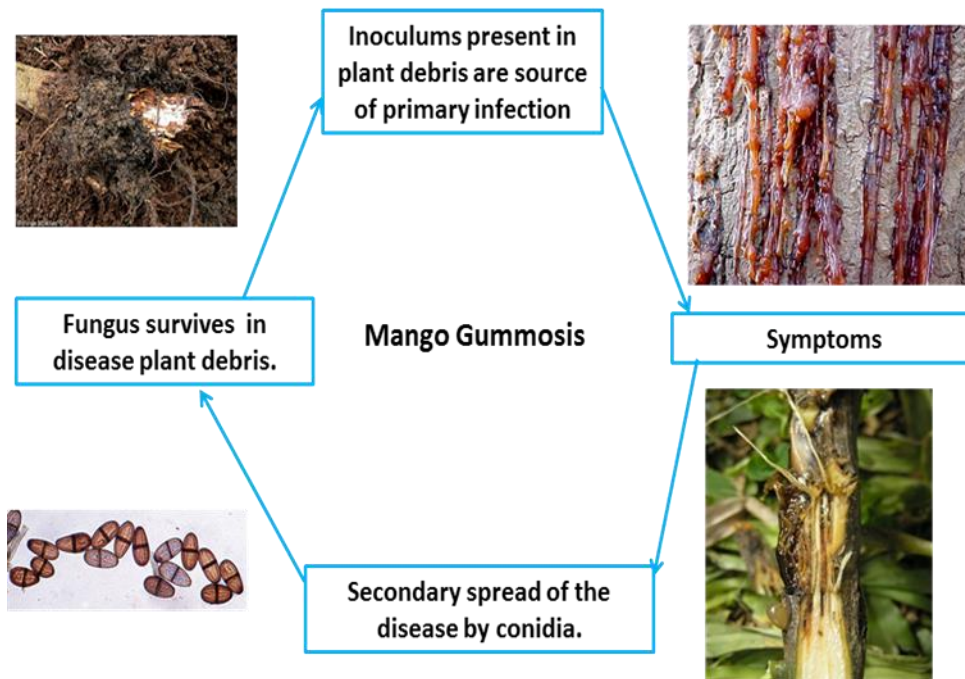 Inoculums present in
plant debris are source
of primary infection
Fungus survives in
disease plant debris.
Mango Gummosis
Symptoms
Secondary spread of the
disease by conidia.